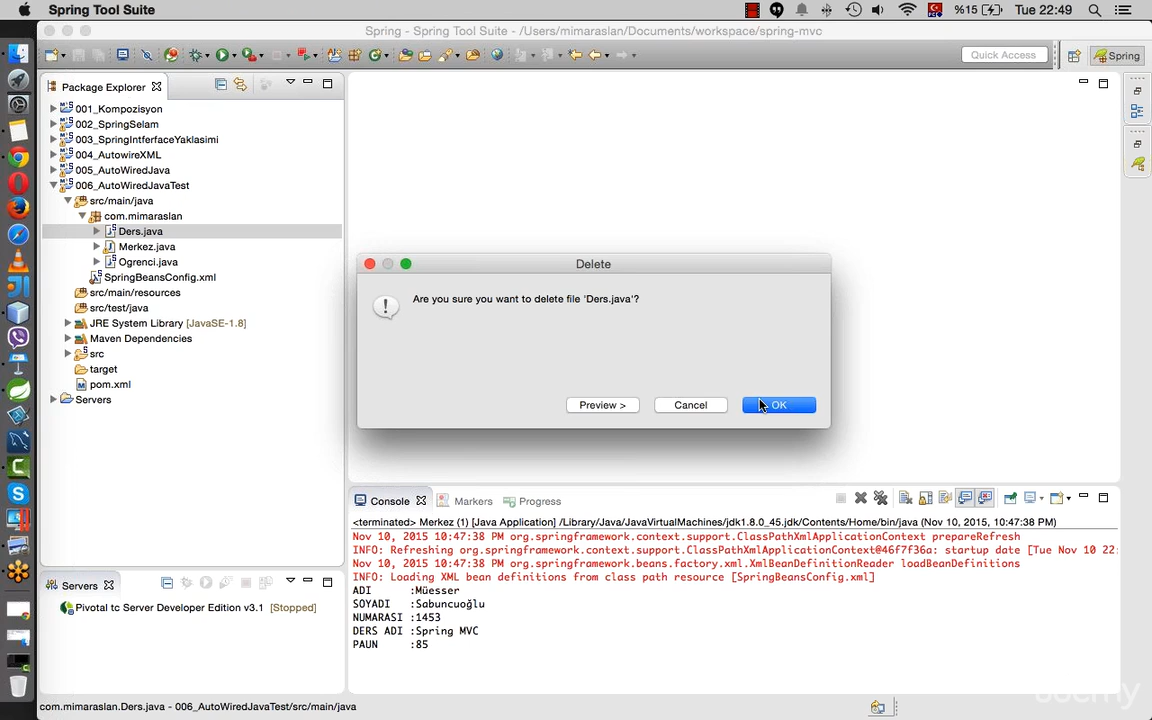 Spring Tool Suite
%15
Tue 22:49
Spring - Spring Tool Suite - /Users/mimaraslan/Documents/workspace/spring-mvc
Quick Access
Spring
Package Explorer
001_Kompozisyon
002_SpringSelam
003_SpringIntferfaceYaklasimi
004_AutowireXML
005_AutoWiredJava
006_AutoWiredJavaTest
src/main/java
com.mimaraslan
Ders.java
Merkez.java
Ogrenci.java
SpringBeansConfig.xml
src/main/resources
src/test/java
JRE System Library [JavaSE-1.8]
Maven Dependencies
src
target
pom.xml
Servers
Delete
Are you sure you want to delete file 'Ders.java'?
Preview >
Cancel
OK
Servers
Pivotal tc Server Developer Edition v3.1 [Stopped]
Console
Markers
Progress
<terminated> Merkez (1) [Java Application] /Library/Java/JavaVirtualMachines/jdk1.8.0_45.jdk/Contents/Home/bin/java (Nov 10, 2015, 10:47:38 PM)
Nov 10, 2015 10:47:38 PM org.springframework.context.support.ClassPathXmlApplicationContext prepareRefresh
INFO: Refreshing org.springframework.context.support.ClassPathXmlApplicationContext@46f7f36a: startup date [Tue Nov 10 22:
Nov 10, 2015 10:47:38 PM org.springframework.beans.factory.xml.XmlBeanDefinitionReader loadBeanDefinitions
INFO: Loading XML bean definitions from class path resource [SpringBeansConfig.xml]
ADI :Müesser
SOYADI :Sabuncuoğlu
NUMARASI :1453
DERS ADI :Spring MVC
PAUN :85
com.mimaraslan.Ders.java - 006_AutoWiredJavaTest/src/main/java
udemy